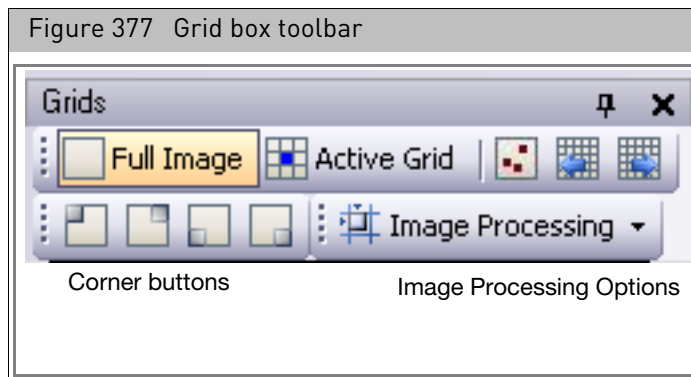 Figure 377 Grid box toolbar
Grids
Full Image Active Grid
Image Processing
Corner buttons Image Processing Options